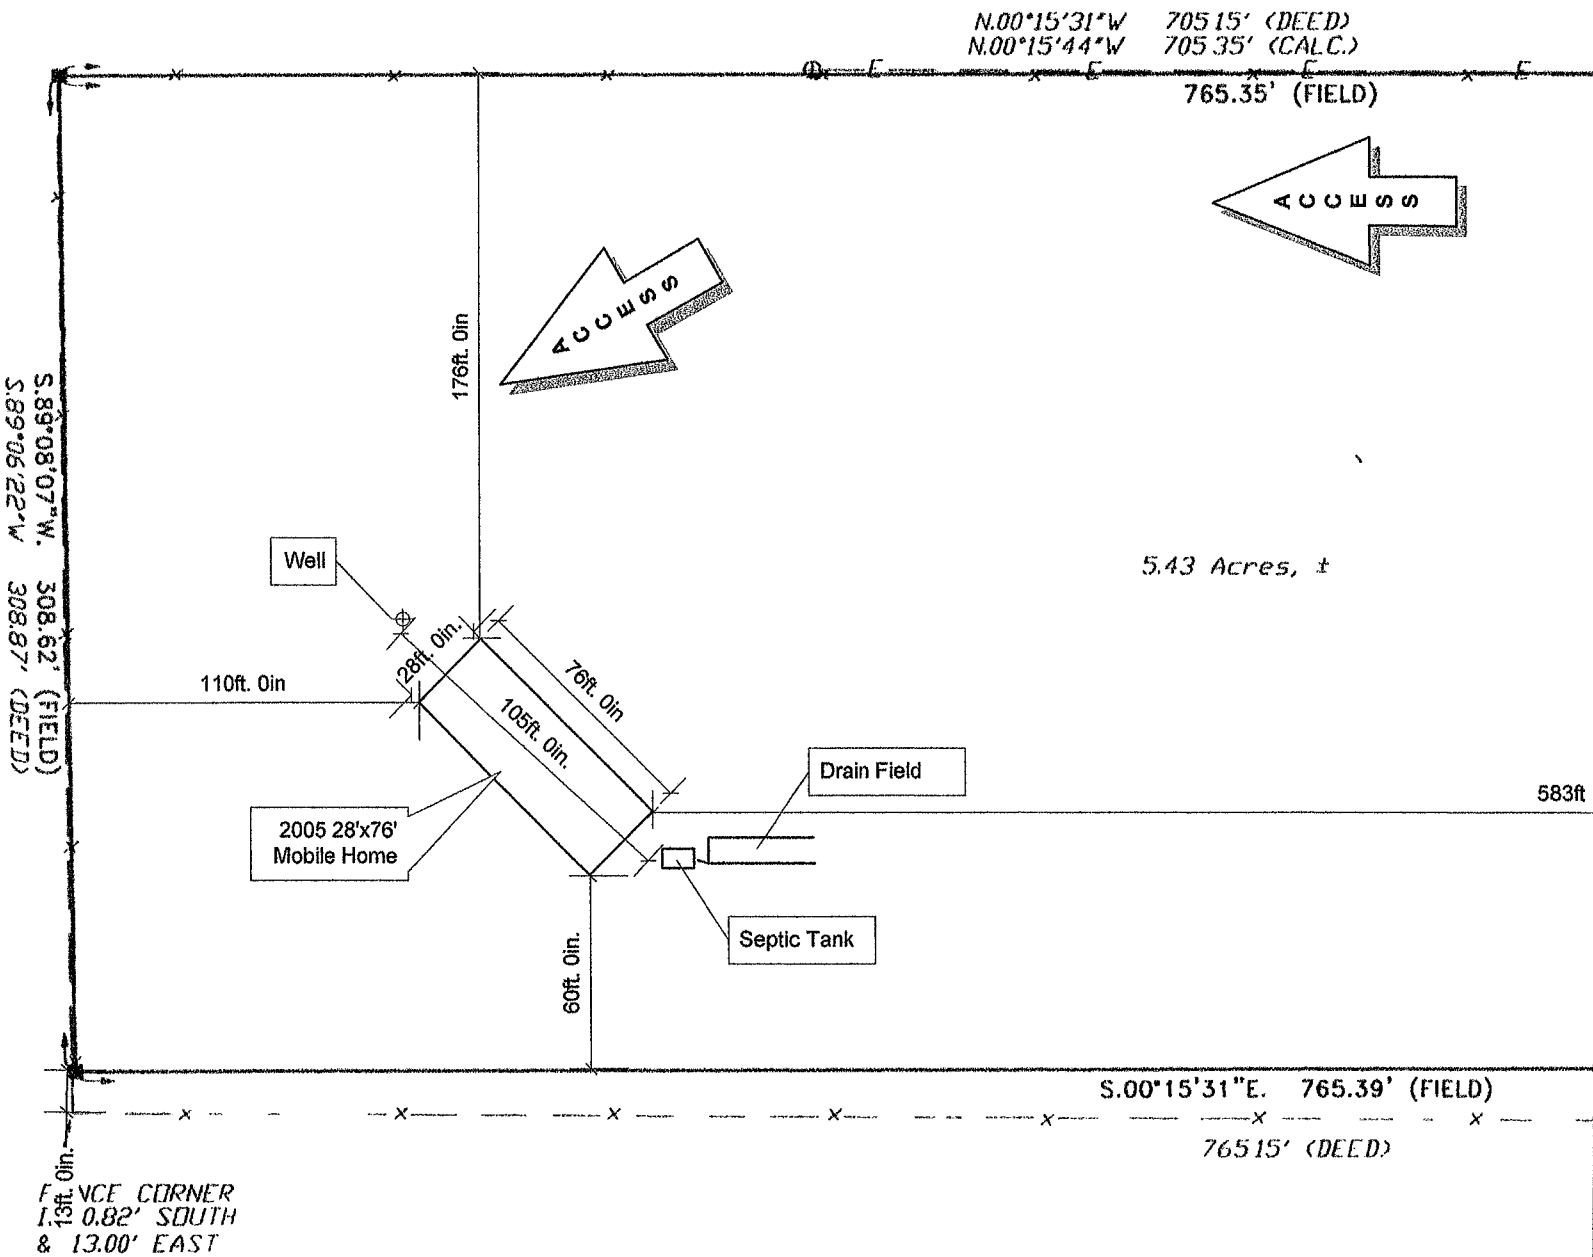 N.00°15'31"W 705 15' (DEED)
N.00°15'44"W 705 35' (CALC.)
E E E E
765.35' (FIELD)
ACCESS
ACCESS
176ft. 0in
S.89°08'07"W. 308.62' (FIELD)
S.89°06'22"W 308.87' (DEED)
Well
5.43 Acres, ±
28ft. 0in.
76ft. 0in
110ft. 0in
105ft. 0in.
Drain Field
583ft
2005 28'x76'
Mobile Home
Septic Tank
60ft. 0in.
S.00°15'31"E. 765.39' (FIELD)
765 15' (DEED)
13ft. 0in.
CORNER
0.82' SOUTH
& 13.00' EAST